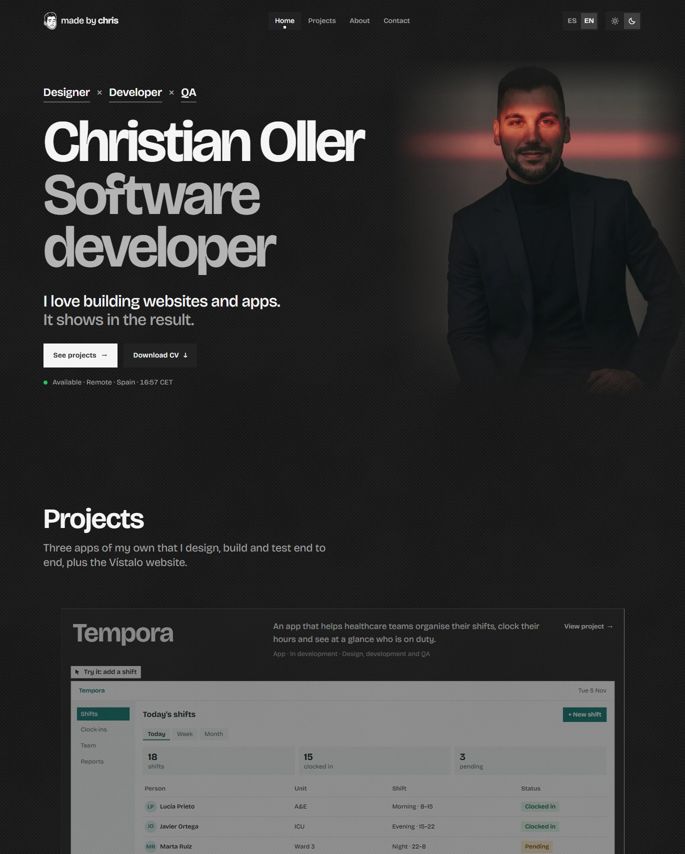 made by chris
Home
Projects
About
Contact
ES
EN
Designer × Developer × QA
Christian Oller
Software
developer
I love building websites and apps.
It shows in the result.
See projects →
Download CV ↓
Available · Remote · Spain · 16:57 CET
Projects
Three apps of my own that I design, build and test end to
end, plus the Vístalo website.
Tempora
An app that helps healthcare teams organise their shifts, clock their
hours and see at a glance who is on duty.
App · In development · Design, development and QA
View project →
Try it: add a shift
Tempora
Tue 5 Nov
Shifts
Clock-ins
Team
Reports
Today's shifts
+ New shift
Today
Week
Month
18
shifts
15
clocked in
3
pending
Person
Unit
Shift
Status
LP
Lucía Prieto
A&E
Morning · 8–15
Clocked in
JO
Javier Ortega
ICU
Evening · 15–22
Clocked in
MR
Marta Ruiz
Ward 3
Night · 22–8
Pending